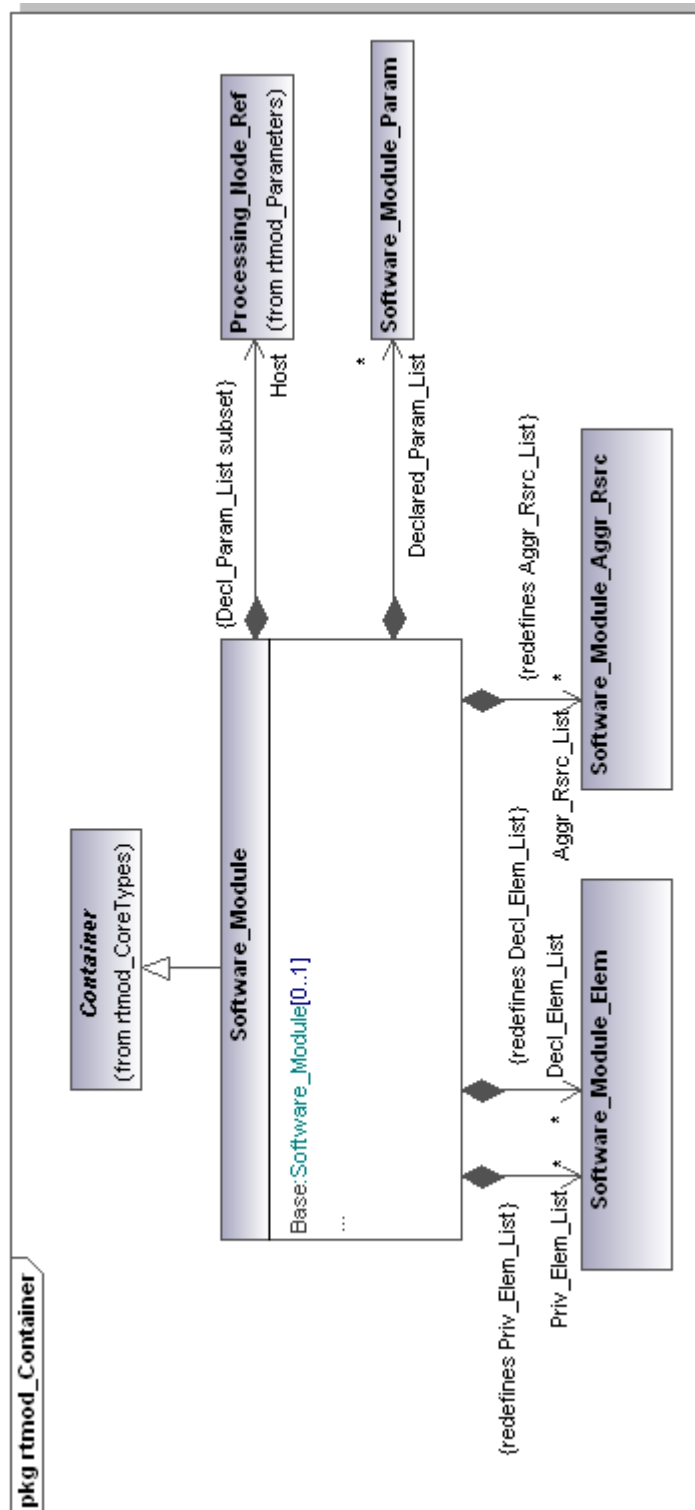 pkg rtmod_Container
Container
(from rtmod_CoreTypes)
Software_Module
Base:Software_Module[0..1]
...
{Decl_Param_List subset}
Host
Processing_Node_Ref
(from rtmod_Parameters)
Declared_Param_List
*
Software_Module_Param
{redefines Priv_Elem_List}
Priv_Elem_List
*
{redefines Decl_Elem_List}
*
Decl_Elem_List
Software_Module_Elem
{redefines Aggr_Rsrc_List}
Aggr_Rsrc_List
*
Software_Module_Aggr_Rsrc